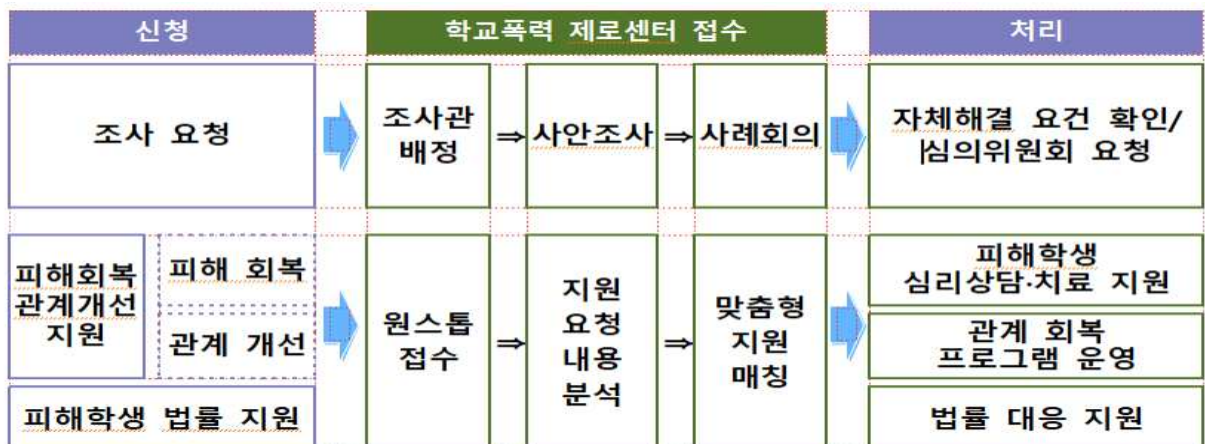 신청
학교폭력 제로센터 접수
처리
조사 요청
조사관
배정
⇒
사안조사
⇒
사례회의
자체해결 요건 확인/
심의위원회 요청
피해회복
관계개선
지원
피해 회복
관계 개선
피해학생 법률 지원
원스톱
접수
⇒
지원
요청
내용
분석
⇒
맞춤형
지원
매칭
피해학생
심리상담·치료 지원
관계 회복
프로그램 운영
법률 대응 지원